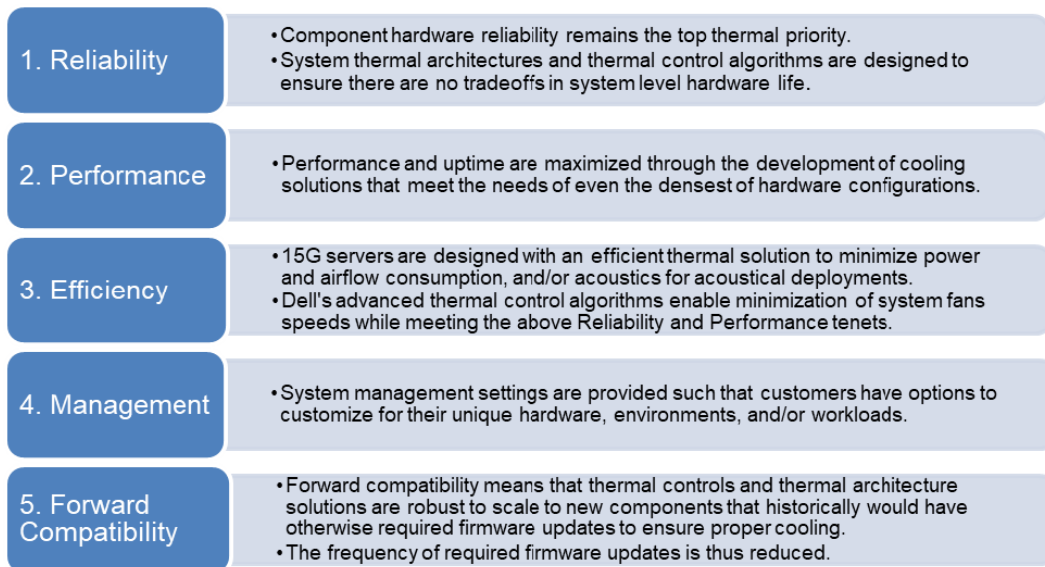 1. Reliability
•Component hardware reliability remains the top thermal priority.
•System thermal architectures and thermal control algorithms are designed to
ensure there are no tradeoffs in system level hardware life.
2. Performance
•Performance and uptime are maximized through the development of cooling
solutions that meet the needs of even the densest of hardware configurations.
3. Efficiency
•15G servers are designed with an efficient thermal solution to minimize power
and airflow consumption, and/or acoustics for acoustical deployments.
•Dell's advanced thermal control algorithms enable minimization of system fans
speeds while meeting the above Reliability and Performance tenets.
4. Management
•System management settings are provided such that customers have options to
customize for their unique hardware, environments, and/or workloads.
5. Forward
Compatibility
•Forward compatibility means that thermal controls and thermal architecture
solutions are robust to scale to new components that historically would have
otherwise required firmware updates to ensure proper cooling.
•The frequency of required firmware updates is thus reduced.